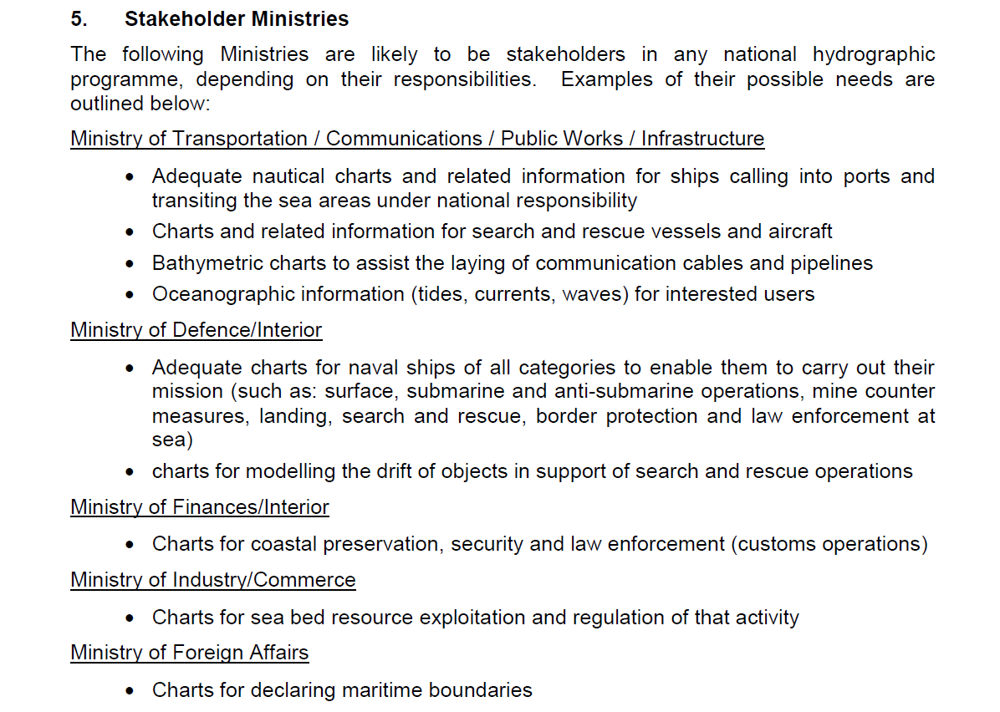 5. Stakeholder Ministries
The following Ministries are likely to be stakeholders in any national hydrographic
programme, depending on their responsibilities. Examples of their possible needs are
outlined below:
Ministry of Transportation / Communications / Public Works / Infrastructure
• Adequate nautical charts and related information for ships calling into ports and
transiting the sea areas under national responsibility
• Charts and related information for search and rescue vessels and aircraft
• Bathymetric charts to assist the laying of communication cables and pipelines
• Oceanographic information (tides, currents, waves) for interested users
Ministry of Defence/Interior
• Adequate charts for naval ships of all categories to enable them to carry out their
mission (such as: surface, submarine and anti-submarine operations, mine counter
measures, landing, search and rescue, border protection and law enforcement at
sea)
• charts for modelling the drift of objects in support of search and rescue operations
Ministry of Finances/Interior
• Charts for coastal preservation, security and law enforcement (customs operations)
Ministry of Industry/Commerce
• Charts for sea bed resource exploitation and regulation of that activity
Ministry of Foreign Affairs
• Charts for declaring maritime boundaries